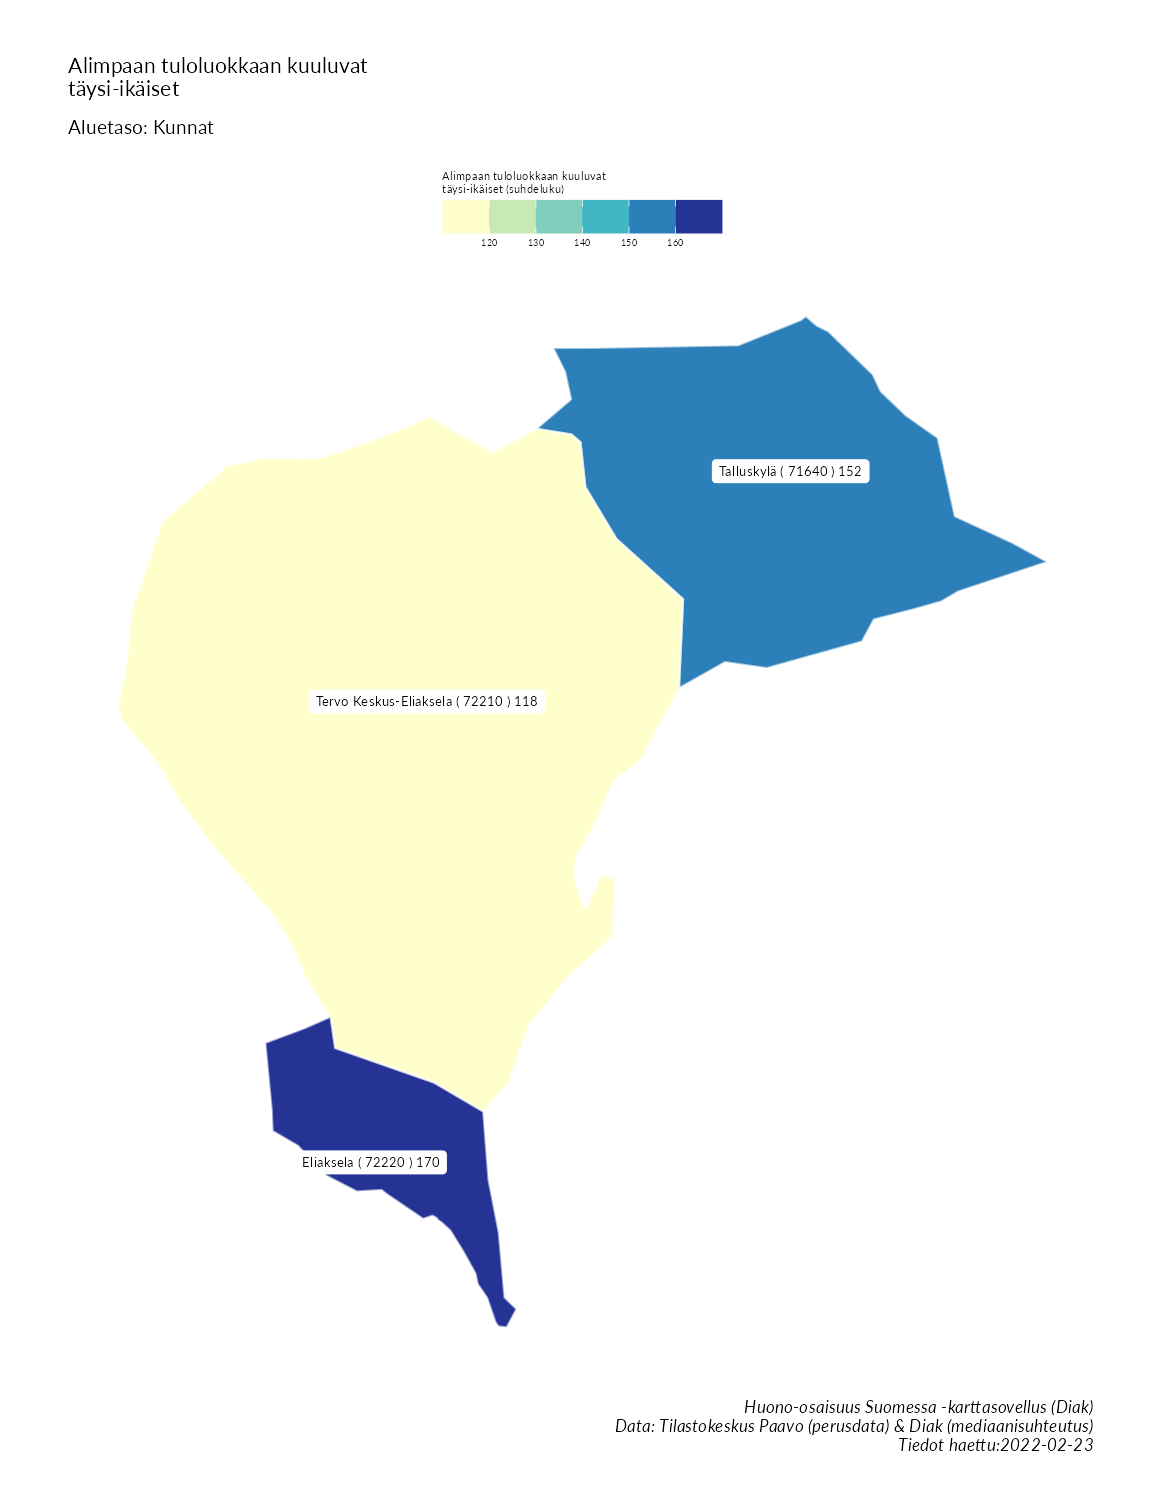 Alimpaan tuloluokkaan kuuluvat
täysi-ikäiset
Aluetaso: Kunnat
Alimpaan tuloluokkaan kuuluvat
täysi-ikäiset (suhdeluku)
120 130 140 150 160
Talluskylä ( 71640 ) 152
Tervo Keskus-Eliaksela ( 72210 ) 118
Eliaksela ( 72220 ) 170
Huono-osaisuus Suomessa -karttasovellus (Diak)
Data: Tilastokeskus Paavo (perusdata) & Diak (mediaanisuhteutus)
Tiedot haettu:2022-02-23